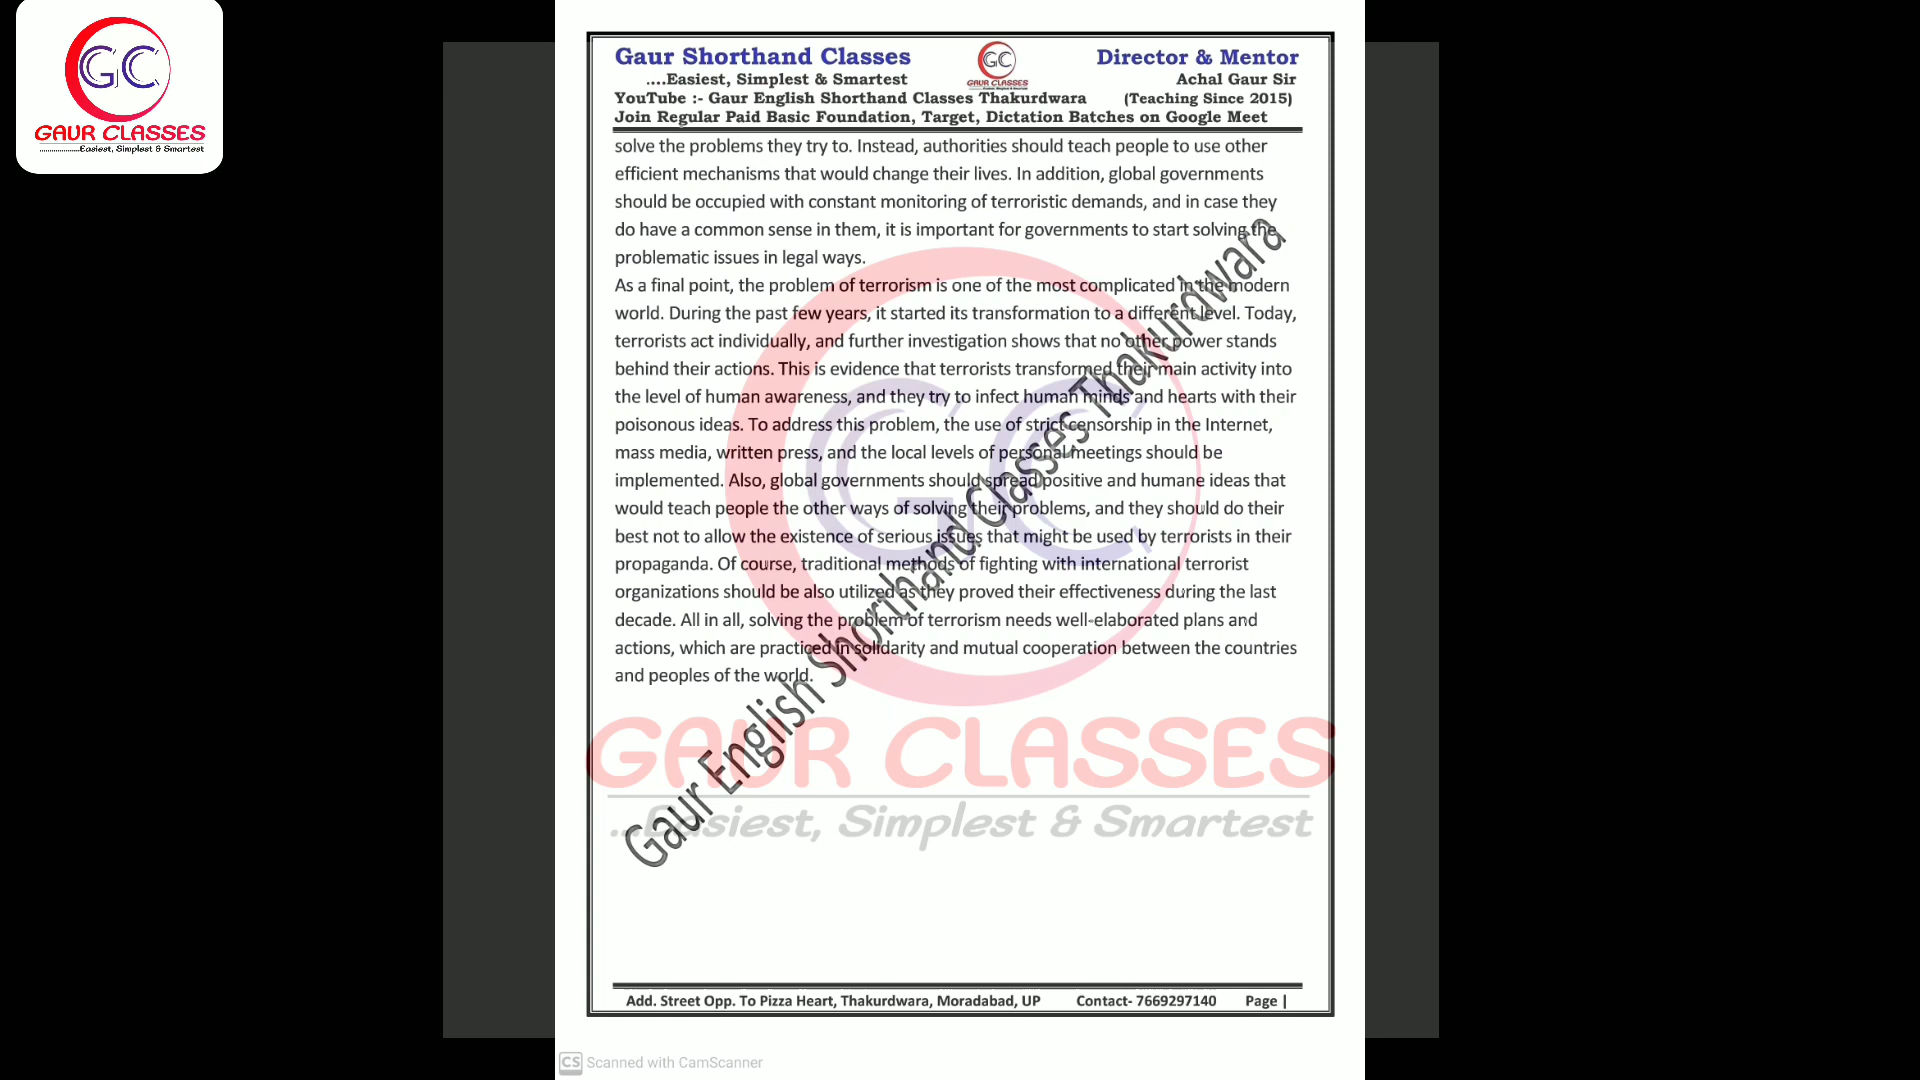 GC
GAUR CLASSES
...................Easiest, Simplest & Smartest
Gaur Shorthand Classes
....Easiest, Simplest & Smartest
GC
GAUR CLASSES
Director & Mentor
Achal Gaur Sir
YouTube :- Gaur English Shorthand Classes Thakurdwara (Teaching Since 2015)
Join Regular Paid Basic Foundation, Target, Dictation Batches on Google Meet
solve the problems they try to. Instead, authorities should teach people to use other
efficient mechanisms that would change their lives. In addition, global governments
should be occupied with constant monitoring of terroristic demands, and in case they
do have a common sense in them, it is important for governments to start solving the
problematic issues in legal ways.
As a final point, the problem of terrorism is one of the most complicated in the modern
world. During the past few years, it started its transformation to a different level. Today,
terrorists act individually, and further investigation shows that no other power stands
behind their actions. This is evidence that terrorists transformed their main activity into
the level of human awareness, and they try to infect human minds and hearts with their
poisonous ideas. To address this problem, the use of strict censorship in the Internet,
mass media, written press, and the local levels of personal meetings should be
implemented. Also, global governments should spread positive and humane ideas that
would teach people the other ways of solving their problems, and they should do their
best not to allow the existence of serious issues that might be used by terrorists in their
propaganda. Of course, traditional methods of fighting with international terrorist
organizations should be also utilized as they proved their effectiveness during the last
decade. All in all, solving the problem of terrorism needs well-elaborated plans and
actions, which are practiced in solidarity and mutual cooperation between the countries
and peoples of the world.
Gaur English Shorthand Classes Thakurdwara
GC
GAUR CLASSES
...Easiest, Simplest & Smartest
Add. Street Opp. To Pizza Heart, Thakurdwara, Moradabad, UP Contact- 7669297140 Page |
CS Scanned with CamScanner